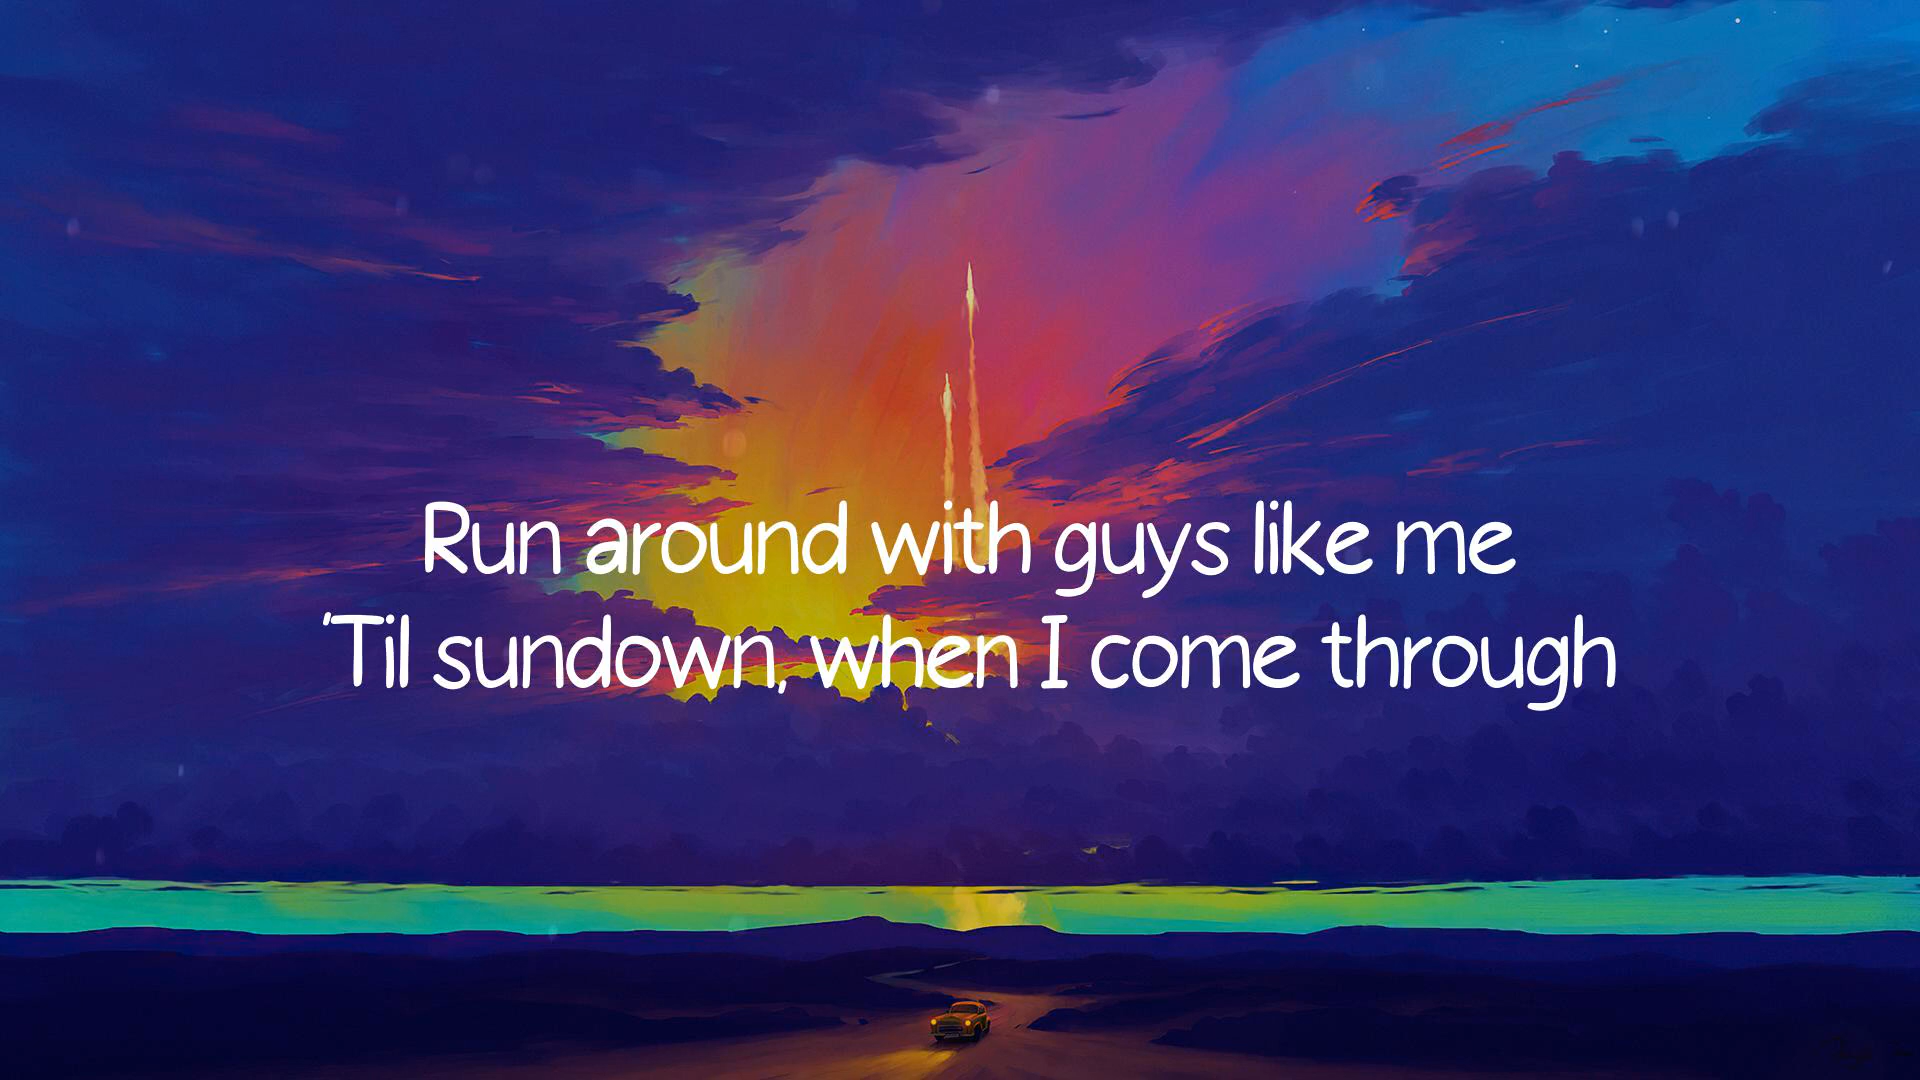 Run around with guys like me
'Til sundown, when I come through